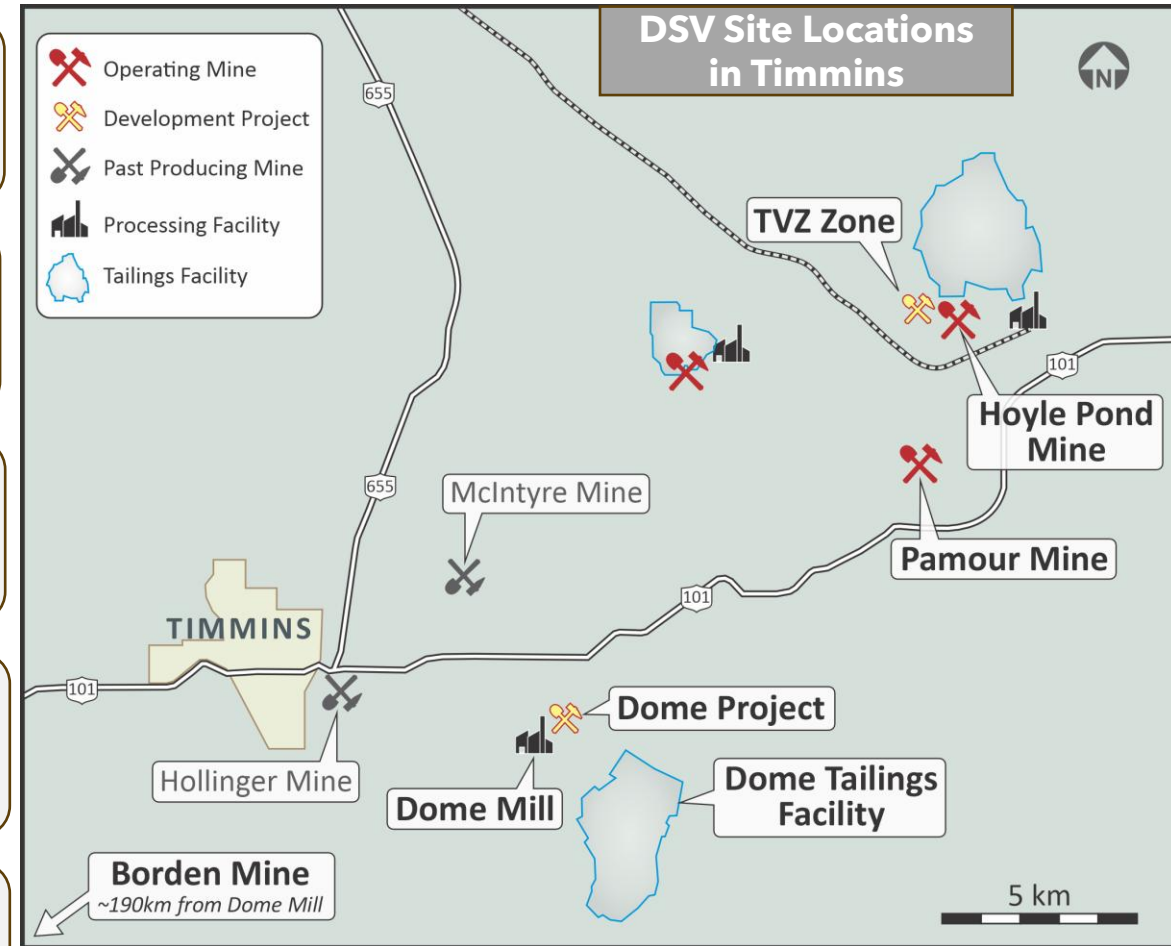 DSV Site Locations
in Timmins
N
Operating Mine
Development Project
Past Producing Mine
Processing Facility
Tailings Facility
655
TVZ Zone
101
Hoyle Pond
Mine
655
McIntyre Mine
Pamour Mine
101
TIMMINS
101
Dome Project
Hollinger Mine
Dome Mill
Dome Tailings
Facility
Borden Mine
~190km from Dome Mill
5 km